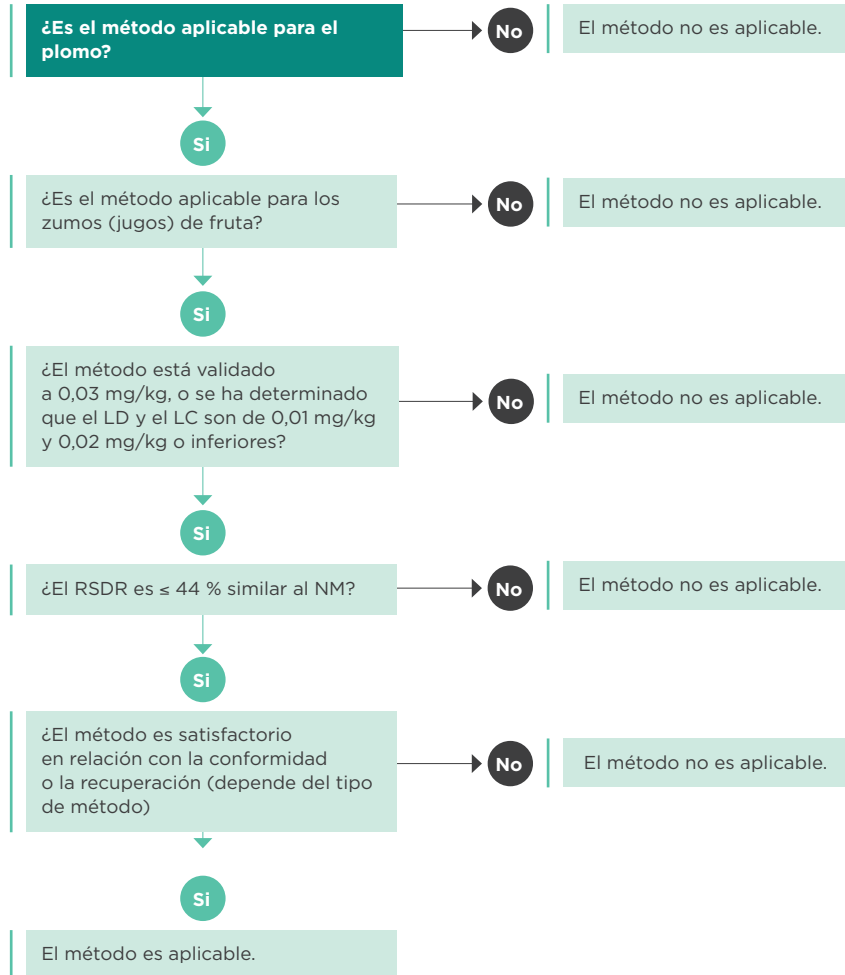 ¿Es el método aplicable para el
plomo?
No
El método no es aplicable.
Si
¿Es el método aplicable para los
zumos (jugos) de fruta?
No
El método no es aplicable.
Si
¿El método está validado
a 0,03 mg/kg, o se ha determinado
que el LD y el LC son de 0,01 mg/kg
y 0,02 mg/kg o inferiores?
No
El método no es aplicable.
Si
¿El RSDR es ≤ 44 % similar al NM?
No
El método no es aplicable.
Si
¿El método es satisfactorio
en relación con la conformidad
o la recuperación (depende del tipo
de método)
No
El método no es aplicable.
Si
El método es aplicable.